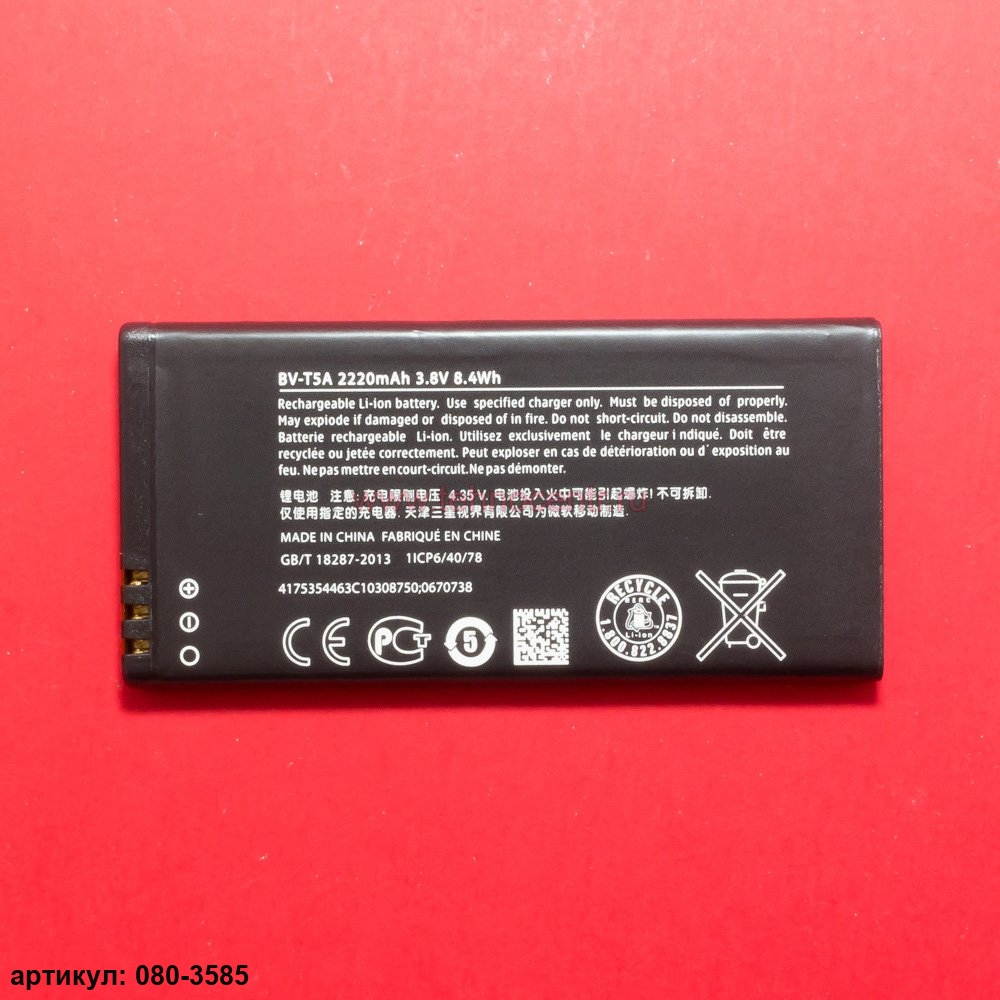 BV-T5A 2220mAh 3.8V 8.4Wh
Rechargeable Li-ion battery. Use specified charger only. Must be disposed of properly.
May explode if damaged or disposed of in fire. Do not short-circuit. Do not disassemble.
Batterie rechargeable Li-ion. Utilisez exclusivement le chargeur i ndiqué. Doit être
recyclée ou jetée correctement. Peut exploser en cas de détérioration ou d´exposition au
feu. Ne pas mettre en court-circuit. Ne pas démonter.
锂电池 注意: 充电限制电压 4.35 V. 电池投入火中可能引起爆炸! 不可拆卸.
仅使用指定的充电器. 天津三星视界有限公司为微软移动制造.
MADE IN CHINA FABRIQUÉ EN CHINE
GB/T 18287-2013 1ICP6/40/78
4175354463C10308750;0670738
CE PCT 5
RECYCLE
RBRC
Li-ion
1.800.822.8837
артикул: 080-3585